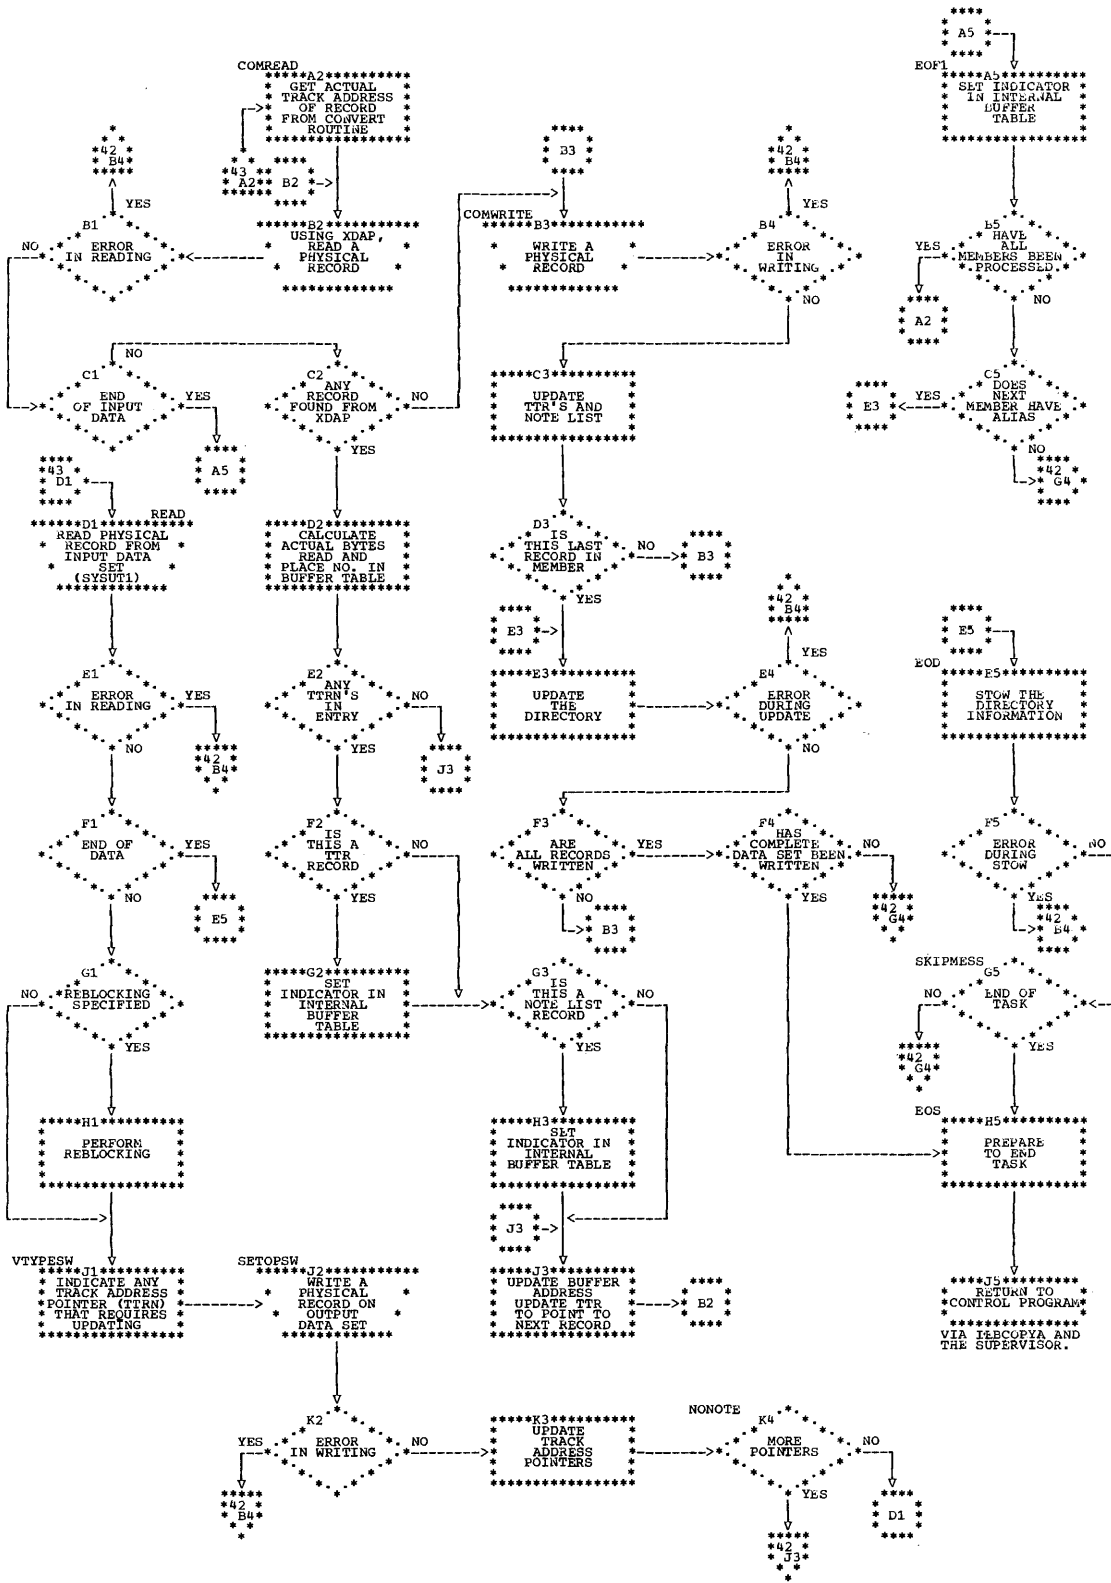 A5
COMREAD
EOF1
A2
GET ACTUAL
TRACK ADDRESS
OF RECORD
FROM CONVERT
ROUTINE
A5
SET INDICATOR
IN INTERNAL
BUFFER
TABLE
42
B4
43
A2
B2
B3
42
B4
YES
COMWRITE
YES
B1
ERROR
IN READING
NO
B2
USING XDAP,
READ A
PHYSICAL
RECORD
B3
WRITE A
PHYSICAL
RECORD
B4
ERROR
IN
WRITING
NO
B5
HAVE
ALL
MEMBERS BEEN
PROCESSED
YES
NO
A2
NO
C1
END
OF INPUT
DATA
YES
A5
C2
ANY
RECORD
FOUND FROM
XDAP
NO
YES
C3
UPDATE
TTR'S AND
NOTE LIST
E3
YES
C5
DOES
NEXT
MEMBER HAVE
ALIAS
NO
42
G4
43
D1
READ
D1
READ PHYSICAL
RECORD FROM
INPUT DATA
SET
(SYSUT1)
D2
CALCULATE
ACTUAL BYTES
READ AND
PLACE NO. IN
BUFFER TABLE
D3
IS
THIS LAST
RECORD IN
MEMBER
NO
B3
YES
E3
42
B4
YES
E5
EOD
E1
ERROR
IN READING
YES
NO
42
B4
E2
ANY
TTRN'S
IN
ENTRY
NO
YES
J3
E3
UPDATE
THE
DIRECTORY
E4
ERROR
DURING
UPDATE
NO
E5
STOW THE
DIRECTORY
INFORMATION
F1
END OF
DATA
YES
NO
E5
F2
IS
THIS A
TTR
RECORD
NO
YES
F3
ARE
ALL RECORDS
WRITTEN
YES
NO
B3
F4
HAS
COMPLETE
DATA SET BEEN
WRITTEN
NO
YES
42
G4
F5
ERROR
DURING
STOW
NO
YES
42
B4
G1
REBLOCKING
SPECIFIED
NO
YES
G2
SET
INDICATOR IN
INTERNAL
BUFFER
TABLE
G3
IS
THIS A
NOTE LIST
RECORD
NO
YES
SKIPMESS
G5
END OF
TASK
NO
YES
42
G4
EOS
H1
PERFORM
REBLOCKING
H3
SET
INDICATOR IN
INTERNAL
BUFFER TABLE
H5
PREPARE
TO END
TASK
J3
VTYPESW
J1
INDICATE ANY
TRACK ADDRESS
POINTER (TTRN)
THAT REQUIRES
UPDATING
SETOPSW
J2
WRITE A
PHYSICAL
RECORD ON
OUTPUT
DATA SET
J3
UPDATE BUFFER
ADDRESS
UPDATE TTR
TO POINT TO
NEXT RECORD
B2
J5
RETURN TO
CONTROL PROGRAM
VIA IEBCOPYA AND
THE SUPERVISOR.
K2
ERROR
IN WRITING
YES
NO
42
B4
K3
UPDATE
TRACK
ADDRESS
POINTERS
NONOTE
K4
MORE
POINTERS
NO
YES
D1
42
J3